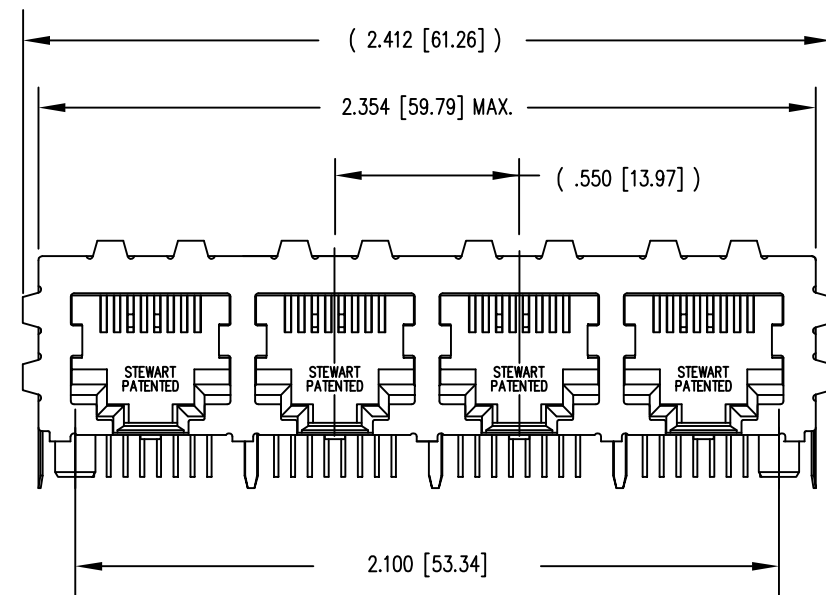 ( 2.412 [61.26] )
2.354 [59.79] MAX.
( .550 [13.97] )
STEWART
PATENTED
STEWART
PATENTED
STEWART
PATENTED
STEWART
PATENTED
2.100 [53.34]